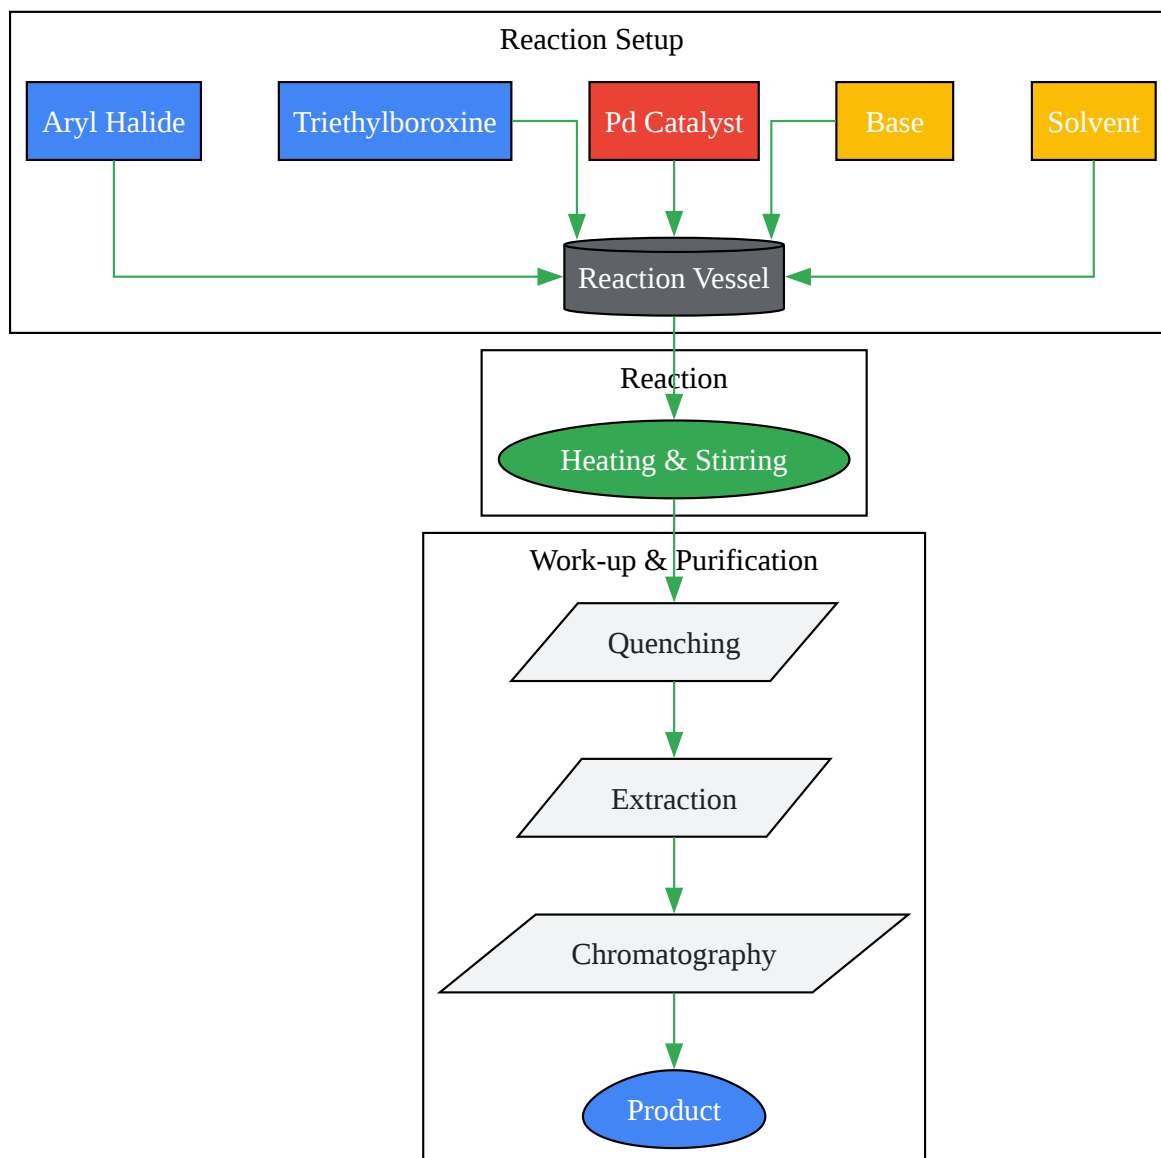 Reaction Setup
Aryl Halide
Triethylboroxine
Pd Catalyst
Base
Solvent
Reaction Vessel
Reaction
Heating & Stirring
Work-up & Purification
Quenching
Extraction
Chromatography
Product